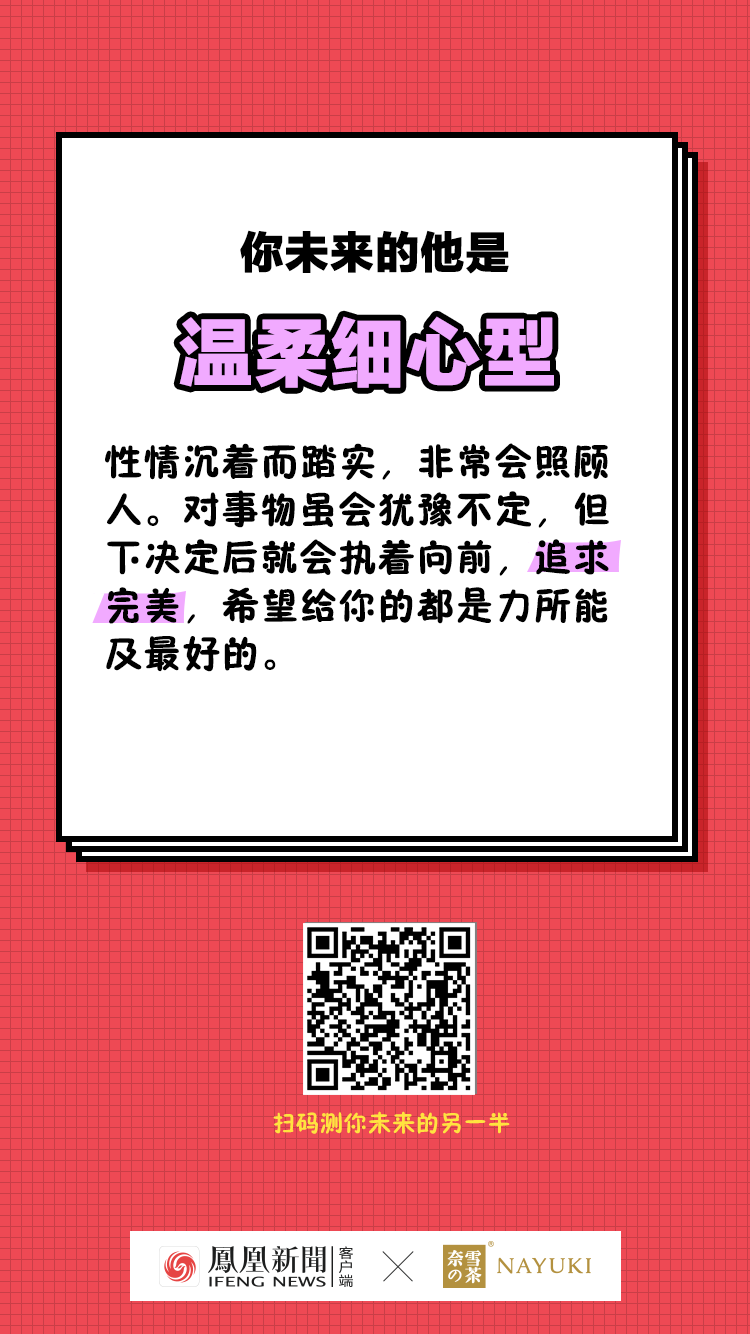 你未来的他是
温柔细心型
性情沉着而踏实，非常会照顾
人。对事物虽会犹豫不定，但
下决定后就会执着向前，追求
完美，希望给你的都是力所能
及最好的。
扫码测你未来的另一半
鳳凰新聞 客户端
IFENG NEWS
奈雪の茶® NAYUKI